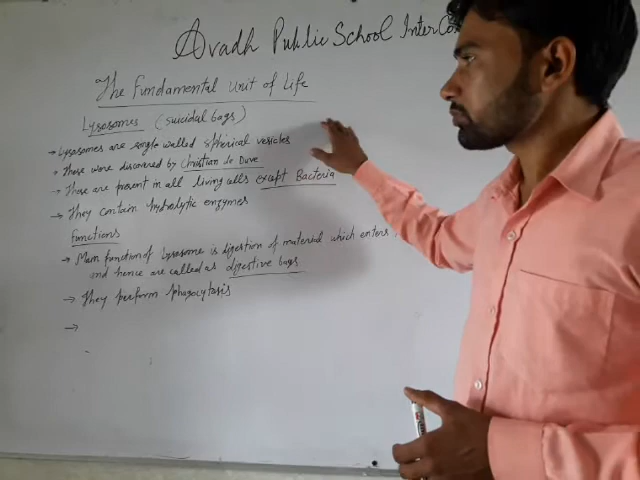 Avadh Public School Inter Co
The Fundamental Unit of Life
Lysosomes (suicidal bags)
→ Lysosomes are single walled spherical vesicles
→ These were discovered by Christian de Duve
→ These are present in all living cells except Bacteria
→ They contain hydrolytic enzymes
Functions
→ Main function of lysosome is digestion of material which enters
and hence are called as digestive bags
→ They perform phagocytosis
→